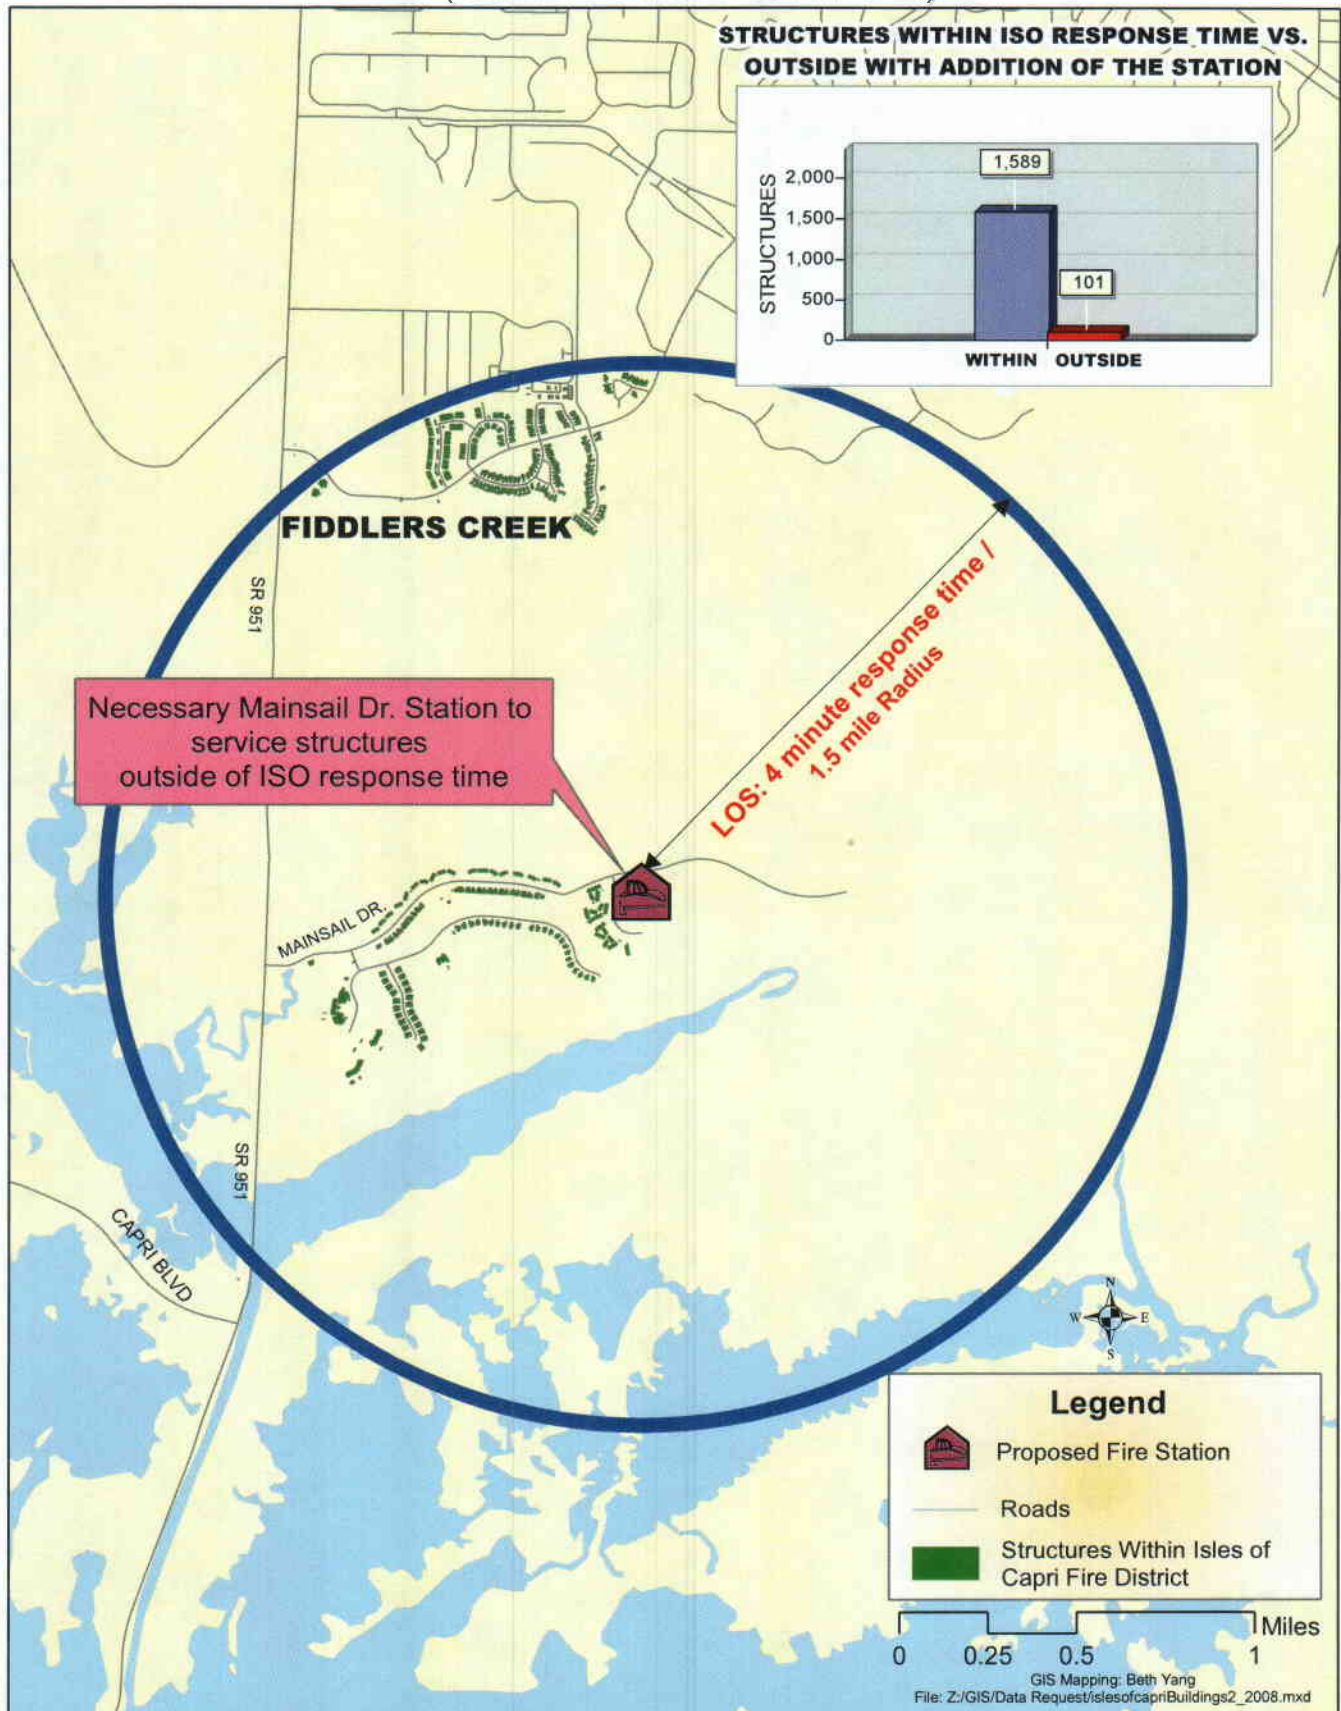 STRUCTURES WITHIN ISO RESPONSE TIME VS.
OUTSIDE WITH ADDITION OF THE STATION
STRUCTURES
2,000
1,500
1,000
500
0
1,589
101
WITHIN
OUTSIDE
FIDDLERS CREEK
SR 951
LOS: 4 minute response time /
1.5 mile Radius
Necessary Mainsail Dr. Station to
service structures
outside of ISO response time
MAINSAIL DR.
SR 951
CAPRI BLVD
N
W
E
S
Legend
Proposed Fire Station
Roads
Structures Within Isles of
Capri Fire District
Miles
0 0.25 0.5 1
GIS Mapping: Beth Yang
File: Z:/GIS/Data Request/islesofcapriBuildings2_2008.mxd